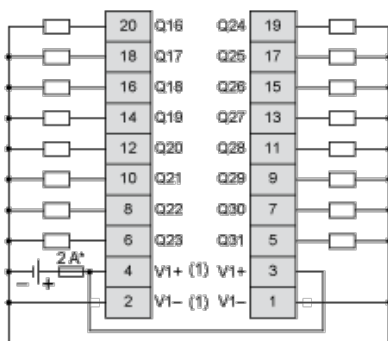 20 Q16 Q24 19
18 Q17 Q25 17
16 Q18 Q26 15
14 Q19 Q27 13
12 Q20 Q28 11
10 Q21 Q29 9
8 Q22 Q30 7
6 Q23 Q31 5
2 A*
− + 4 V1+ (1) V1+ 3
2 V1− (1) V1− 1